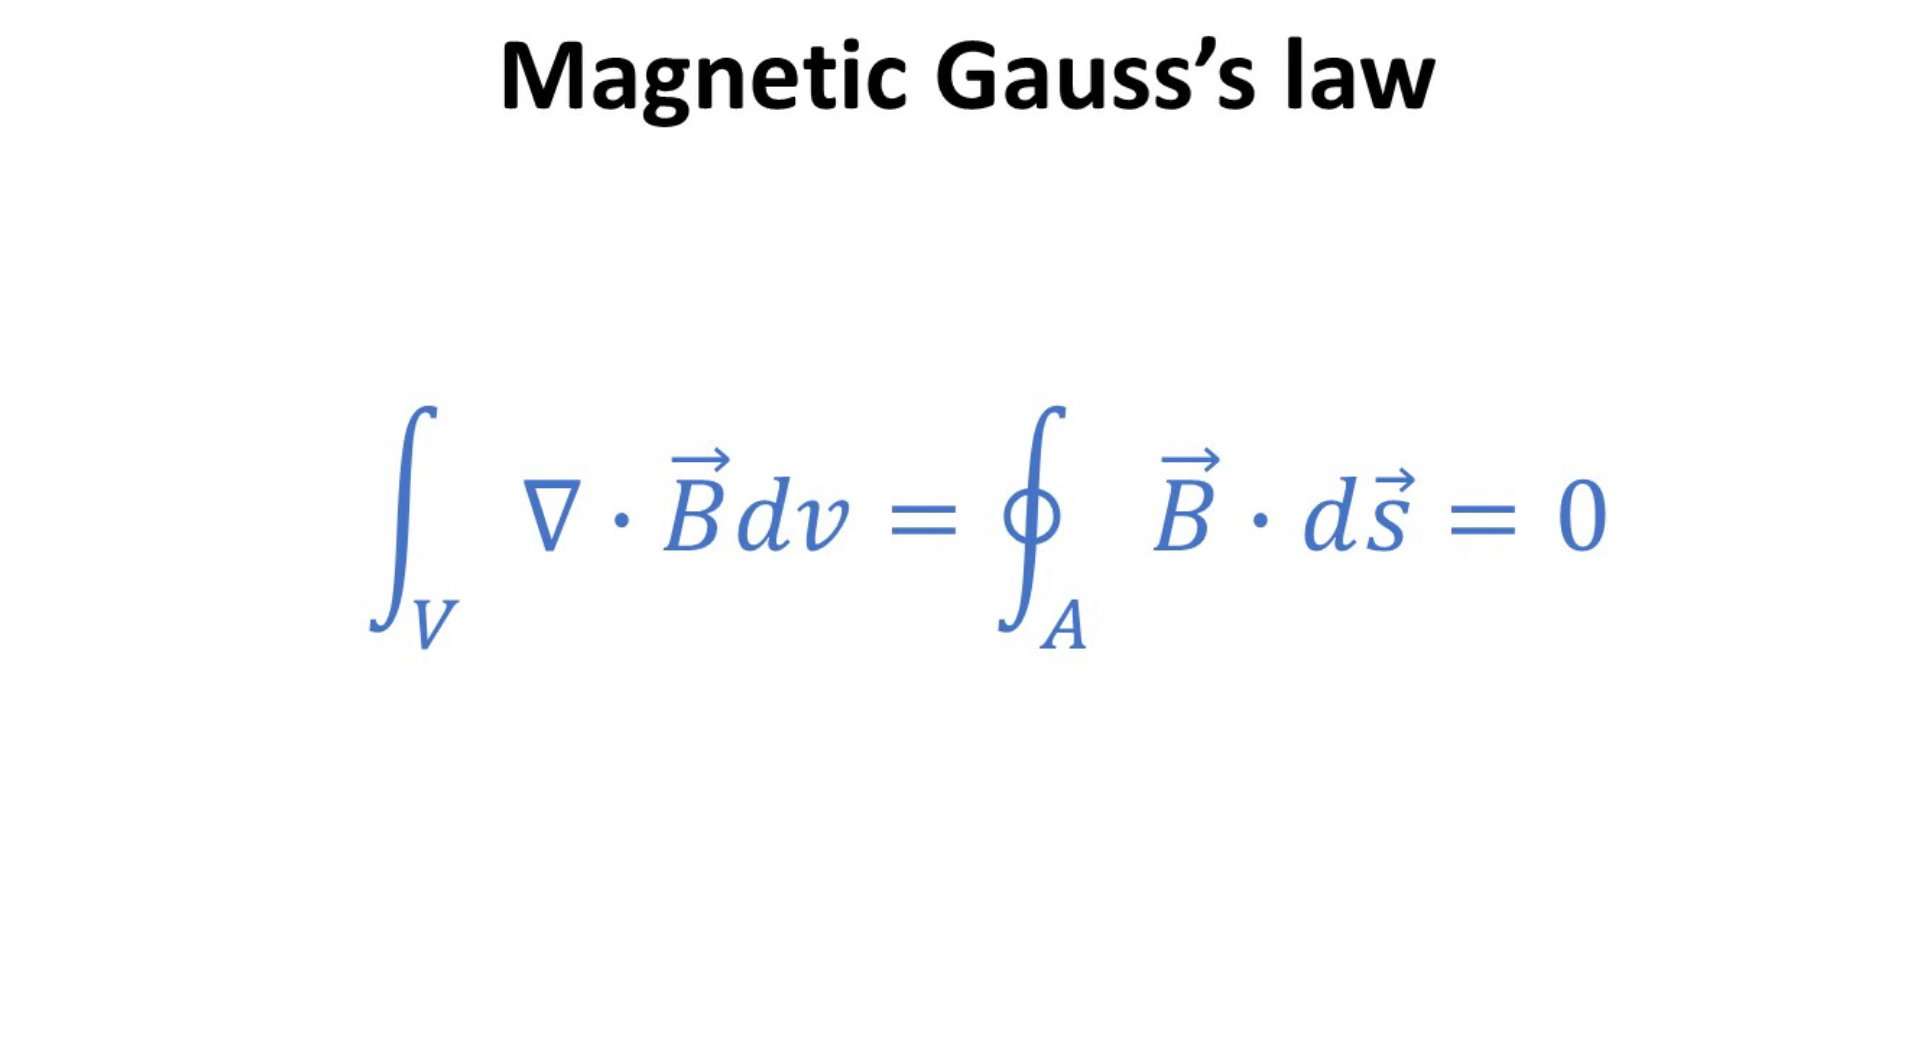 Magnetic Gauss’s law
∫_V ∇ · B⃗ dv = ∮_A B⃗ · ds⃗ = 0